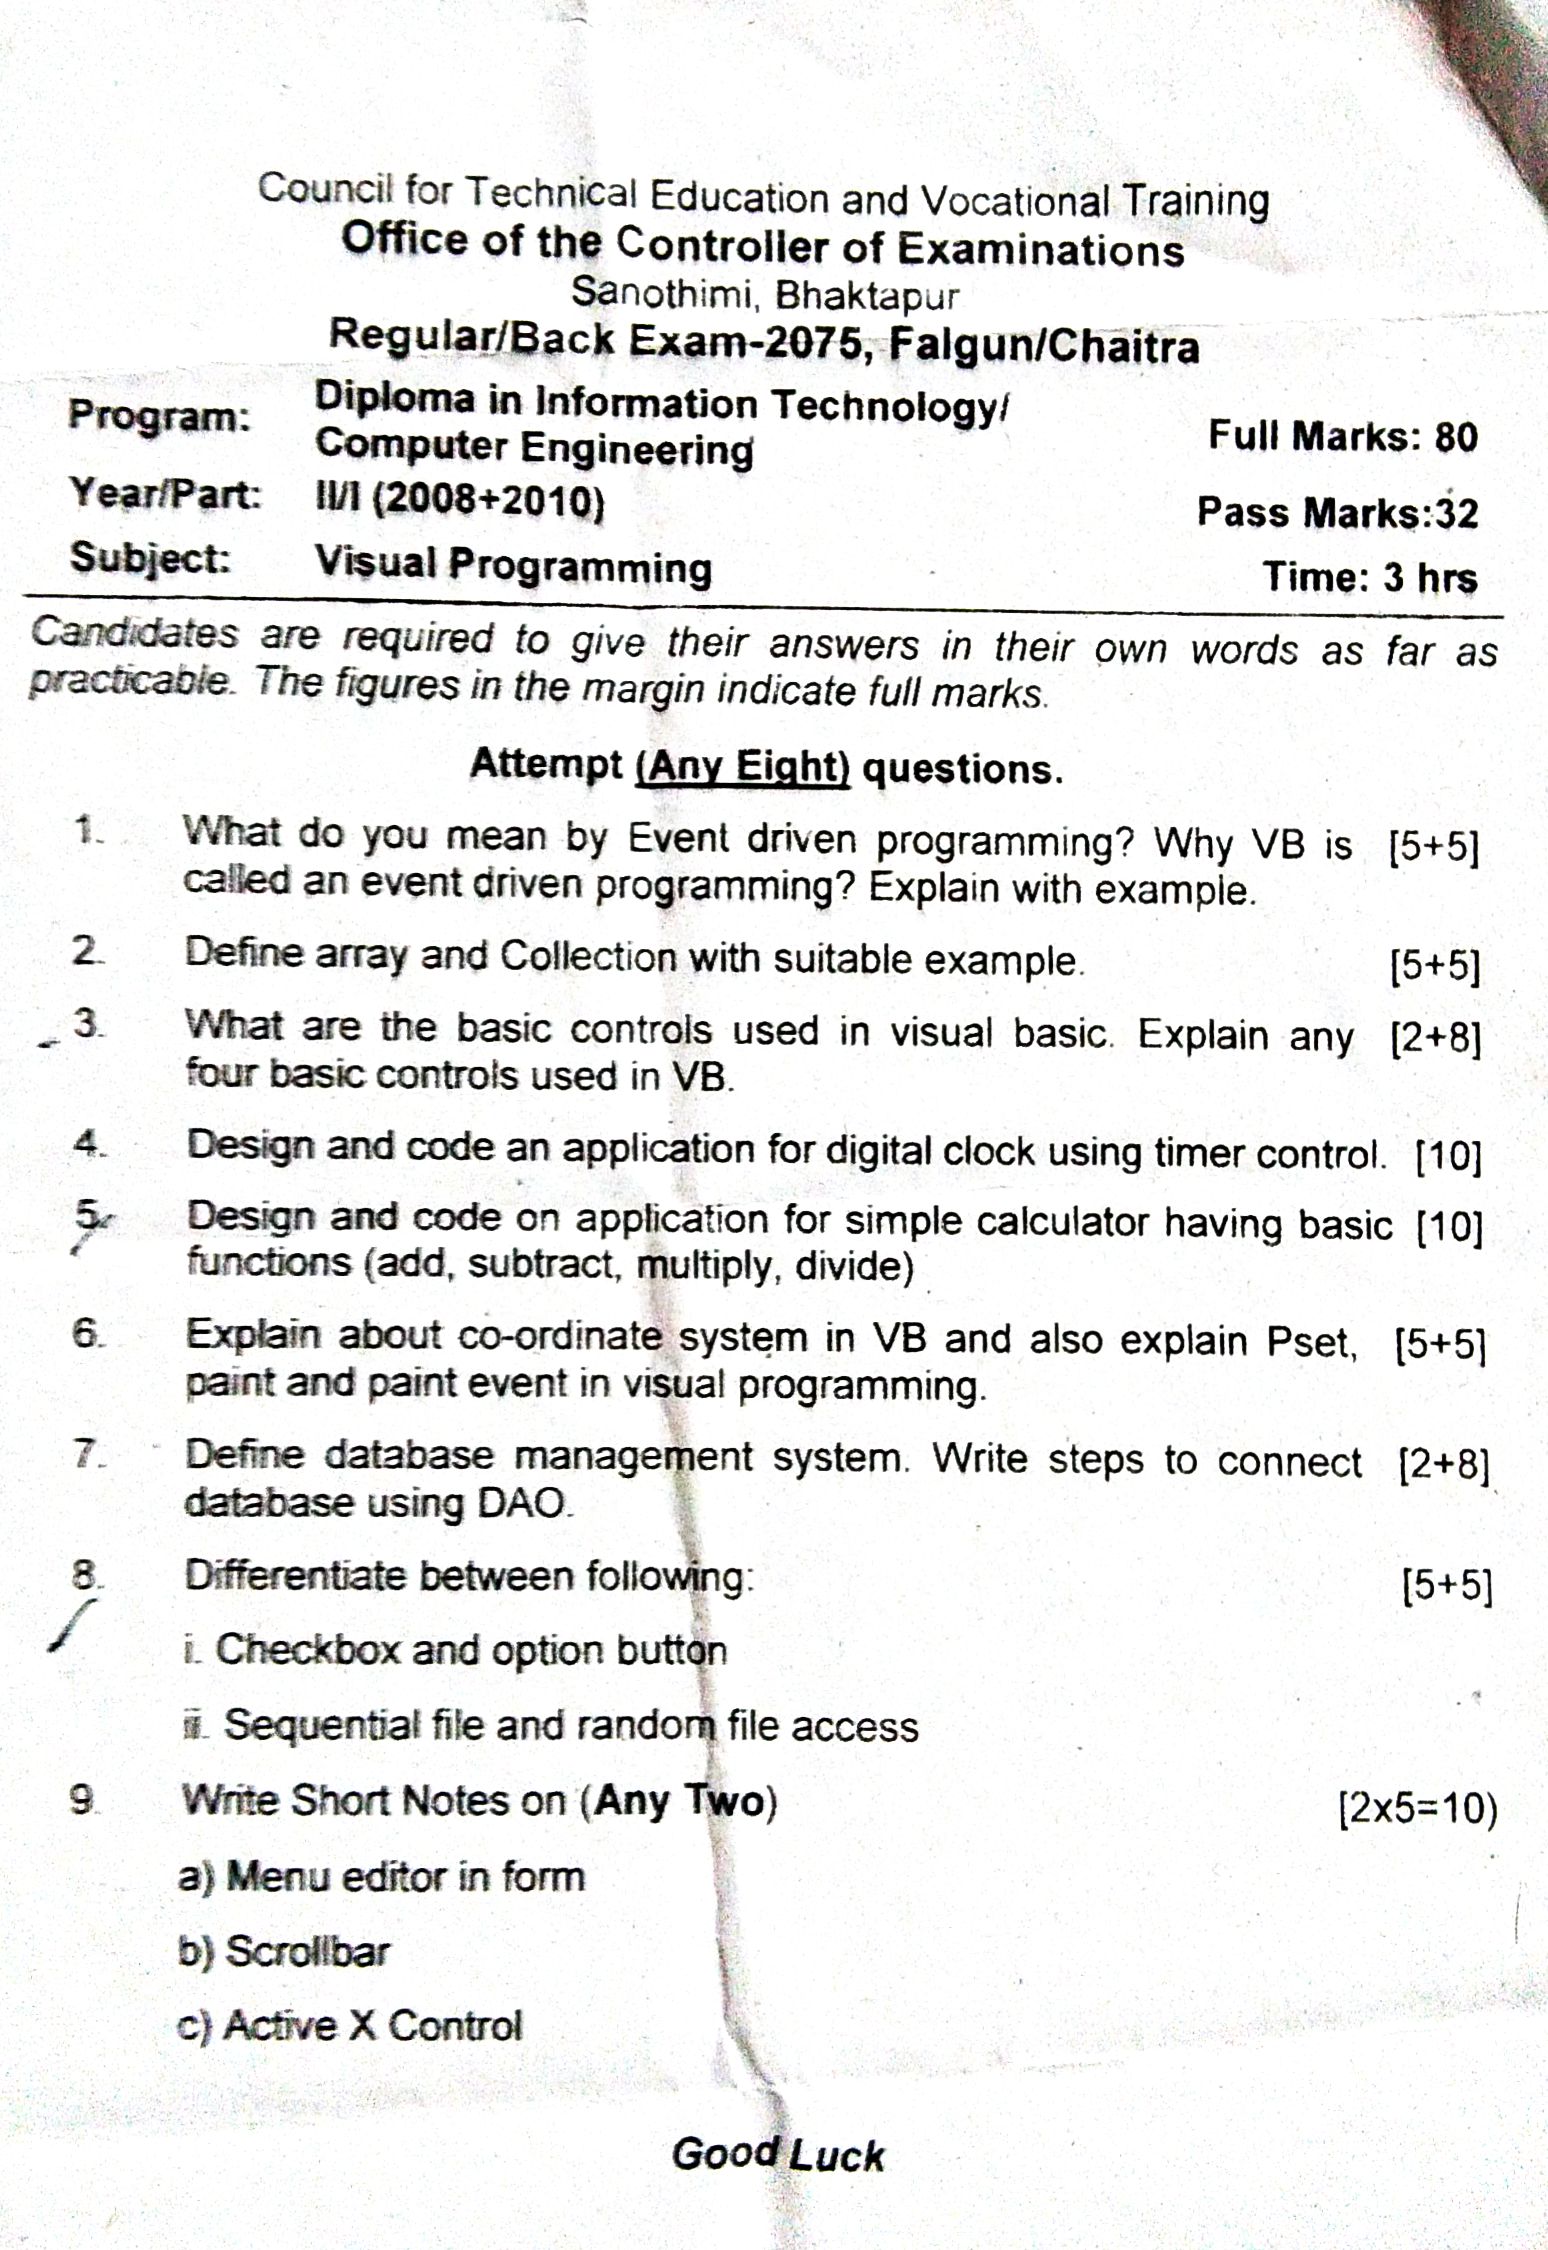 Council for Technical Education and Vocational Training
Office of the Controller of Examinations
Sanothimi, Bhaktapur
Regular/Back Exam-2075, Falgun/Chaitra
Program: Diploma in Information Technology/
Computer Engineering
Full Marks: 80
Year/Part: II/I (2008+2010)
Pass Marks:32
Subject: Visual Programming
Time: 3 hrs
Candidates are required to give their answers in their own words as far as
practicable. The figures in the margin indicate full marks.
Attempt (Any Eight) questions.
1. What do you mean by Event driven programming? Why VB is [5+5]
called an event driven programming? Explain with example.
2. Define array and Collection with suitable example. [5+5]
3. What are the basic controls used in visual basic. Explain any [2+8]
four basic controls used in VB.
4. Design and code an application for digital clock using timer control. [10]
5. Design and code on application for simple calculator having basic [10]
functions (add, subtract, multiply, divide)
6. Explain about co-ordinate system in VB and also explain Pset, [5+5]
paint and paint event in visual programming.
7. Define database management system. Write steps to connect [2+8]
database using DAO.
8. Differentiate between following: [5+5]
i. Checkbox and option button
ii. Sequential file and random file access
9. Write Short Notes on (Any Two) [2x5=10)
a) Menu editor in form
b) Scrollbar
c) Active X Control
Good Luck